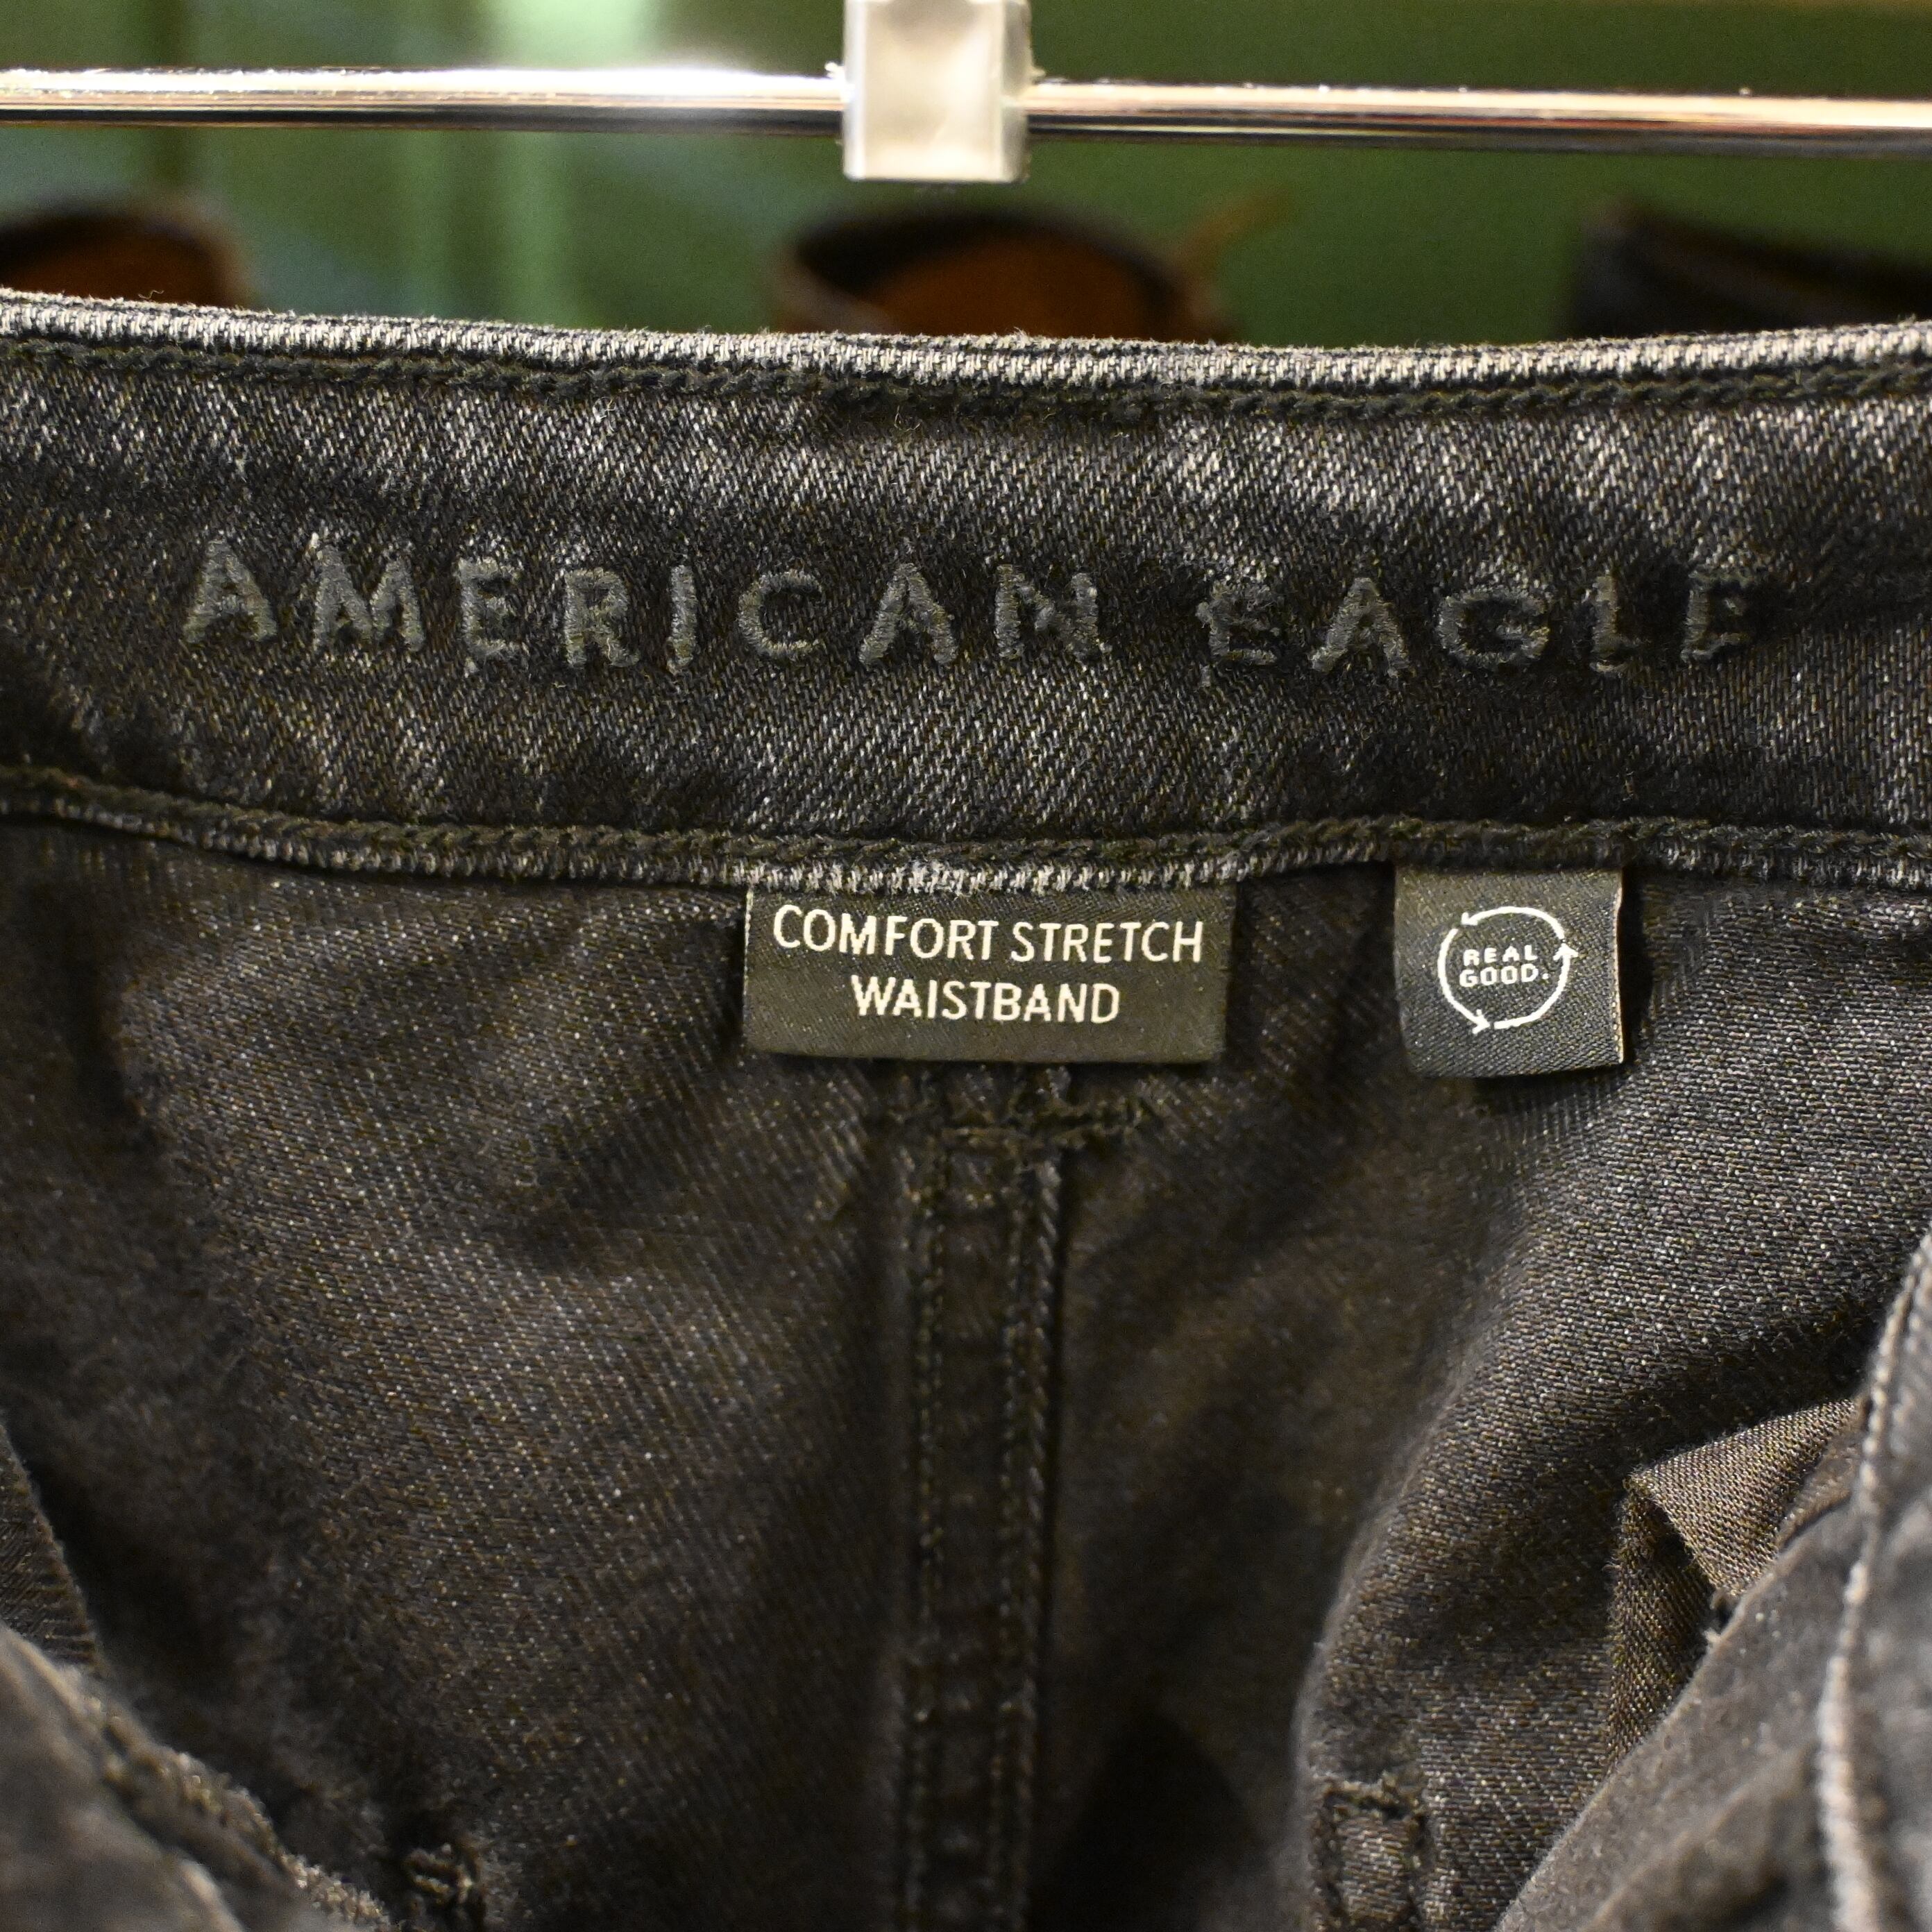 AMERICAN EAGLE
COMFORT STRETCH
WAISTBAND
REAL
GOOD.